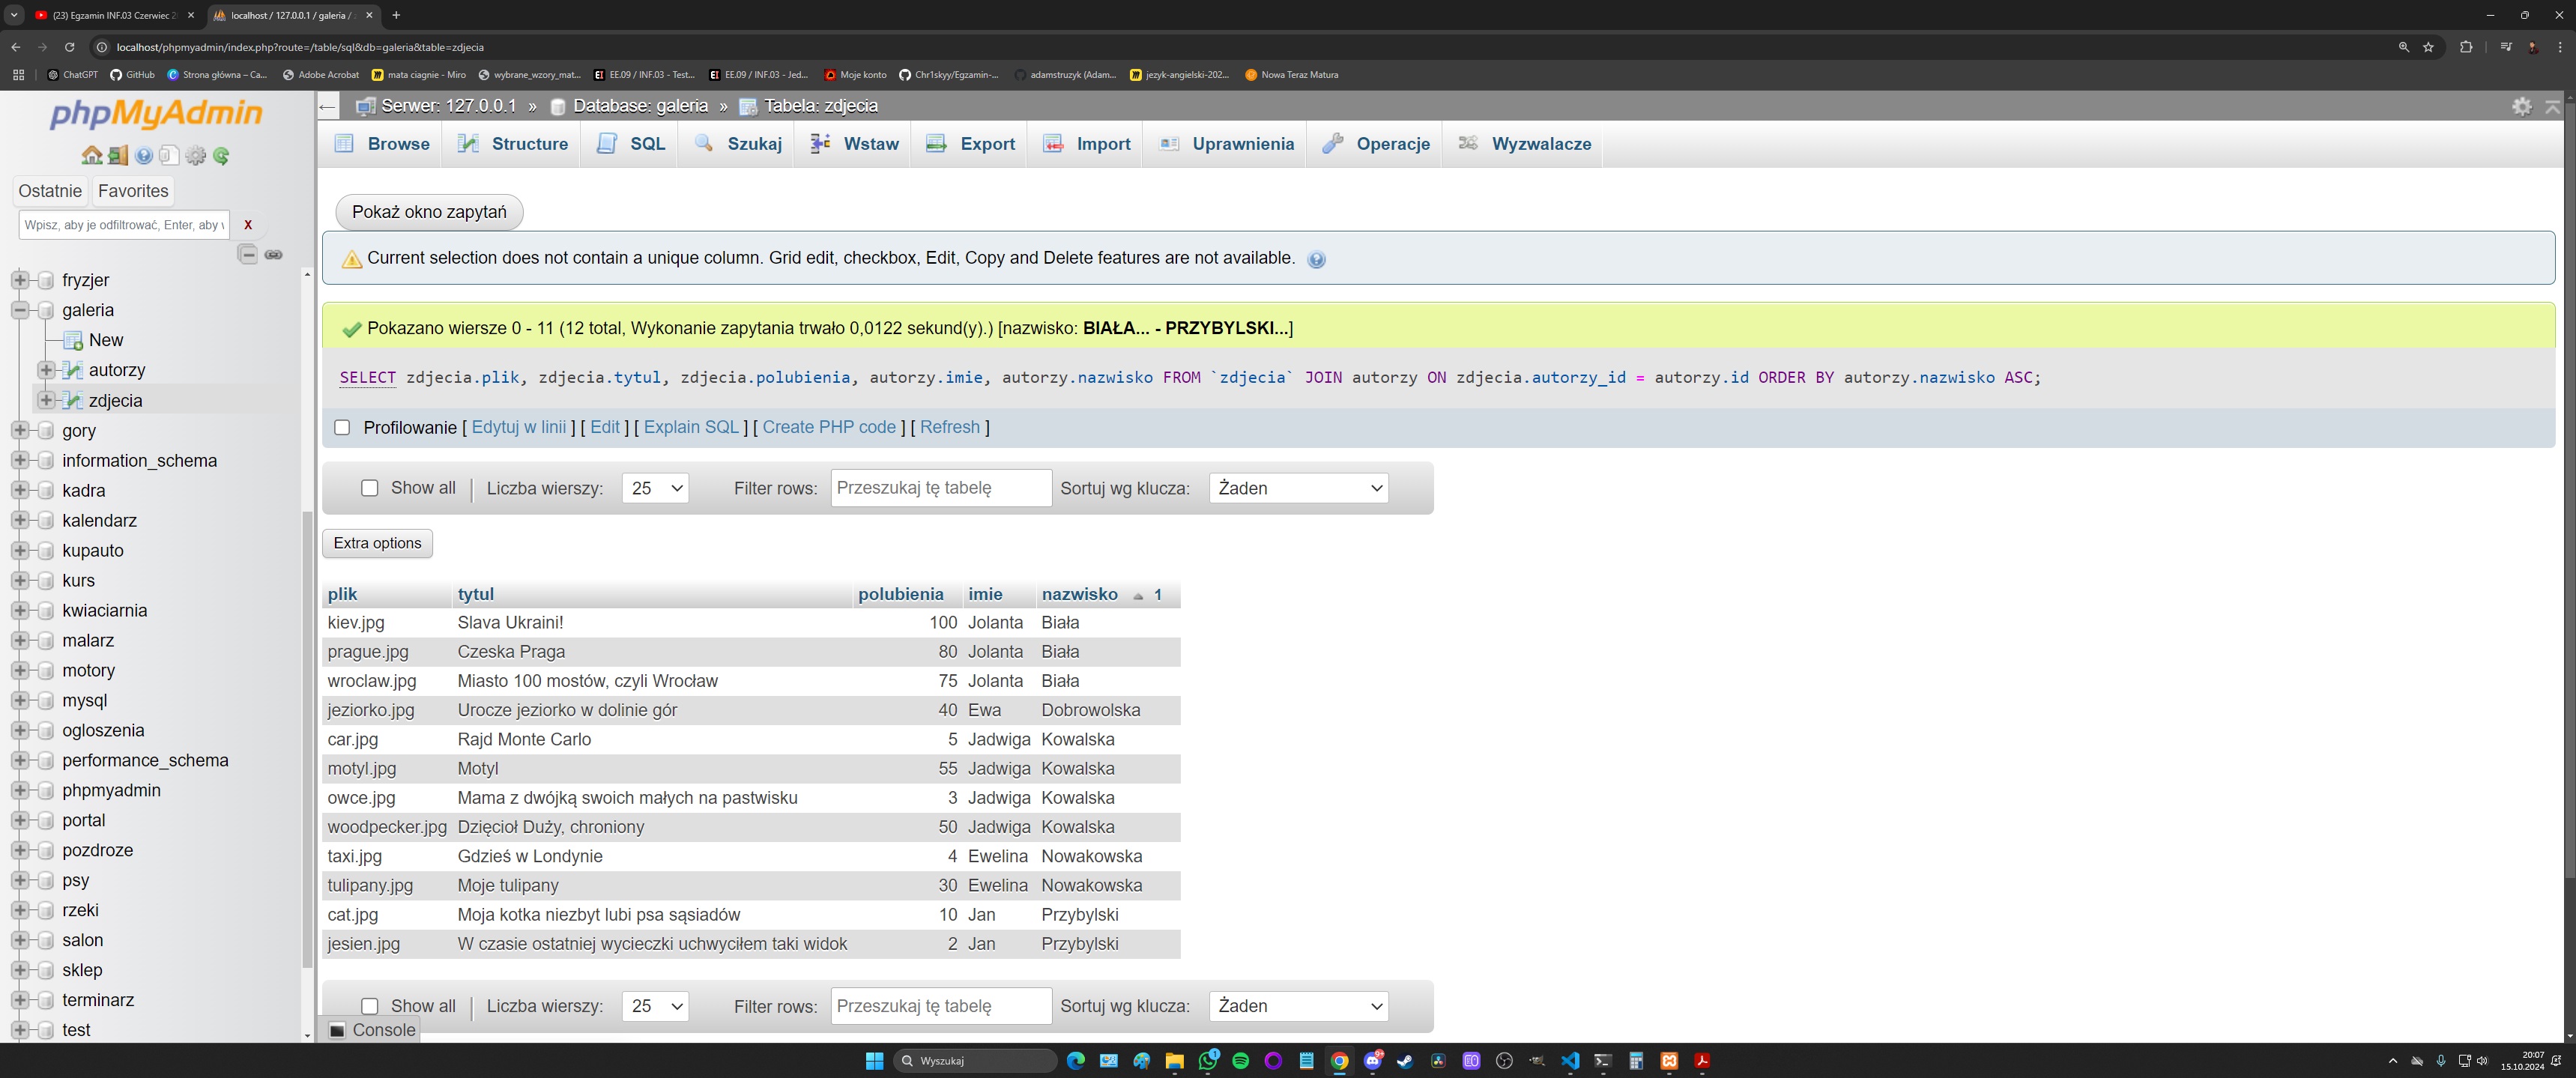 (23) Egzamin INF.03 Czerwiec 2
localhost / 127.0.0.1 / galeria /
localhost/phpmyadmin/index.php?route=/table/sql&db=galeria&table=zdjecia
ChatGPT
GitHub
Strona główna – Ca...
Adobe Acrobat
mata ciagnie - Miro
wybrane_wzory_mat...
EE.09 / INF.03 - Test...
EE.09 / INF.03 - Jed...
Moje konto
Chr1skyy/Egzamin-...
adamstruzyk (Adam...
jezyk-angielski-202...
Nowa Teraz Matura
phpMyAdmin
Ostatnie Favorites
Wpisz, aby je odfiltrować, Enter, aby
X
fryzjer
galeria
New
autorzy
zdjecia
gory
information_schema
kadra
kalendarz
kupauto
kurs
kwiaciarnia
malarz
motory
mysql
ogloszenia
performance_schema
phpmyadmin
portal
pozdroze
psy
rzeki
salon
sklep
terminarz
test
Serwer: 127.0.0.1 » Database: galeria » Tabela: zdjecia
Browse Structure SQL Szukaj Wstaw Export Import Uprawnienia Operacje Wyzwalacze
Pokaż okno zapytań
Current selection does not contain a unique column. Grid edit, checkbox, Edit, Copy and Delete features are not available.
Pokazano wiersze 0 - 11 (12 total, Wykonanie zapytania trwało 0,0122 sekund(y).) [nazwisko: BIAŁA... - PRZYBYLSKI...]
SELECT zdjecia.plik, zdjecia.tytul, zdjecia.polubienia, autorzy.imie, autorzy.nazwisko FROM `zdjecia` JOIN autorzy ON zdjecia.autorzy_id = autorzy.id ORDER BY autorzy.nazwisko ASC;
Profilowanie [ Edytuj w linii ] [ Edit ] [ Explain SQL ] [ Create PHP code ] [ Refresh ]
Show all | Liczba wierszy: 25 Filter rows: Przeszukaj tę tabelę Sortuj wg klucza: Żaden
Extra options
plik tytul polubienia imie nazwisko 1
kiev.jpg Slava Ukraini! 100 Jolanta Biała
prague.jpg Czeska Praga 80 Jolanta Biała
wroclaw.jpg Miasto 100 mostów, czyli Wrocław 75 Jolanta Biała
jeziorko.jpg Urocze jeziorko w dolinie gór 40 Ewa Dobrowolska
car.jpg Rajd Monte Carlo 5 Jadwiga Kowalska
motyl.jpg Motyl 55 Jadwiga Kowalska
owce.jpg Mama z dwójką swoich małych na pastwisku 3 Jadwiga Kowalska
woodpecker.jpg Dzięcioł Duży, chroniony 50 Jadwiga Kowalska
taxi.jpg Gdzieś w Londynie 4 Ewelina Nowakowska
tulipany.jpg Moje tulipany 30 Ewelina Nowakowska
cat.jpg Moja kotka niezbyt lubi psa sąsiadów 10 Jan Przybylski
jesien.jpg W czasie ostatniej wycieczki uchwyciłem taki widok 2 Jan Przybylski
Show all | Liczba wierszy: 25 Filter rows: Przeszukaj tę tabelę Sortuj wg klucza: Żaden
Console
Wyszukaj
20:07
15.10.2024